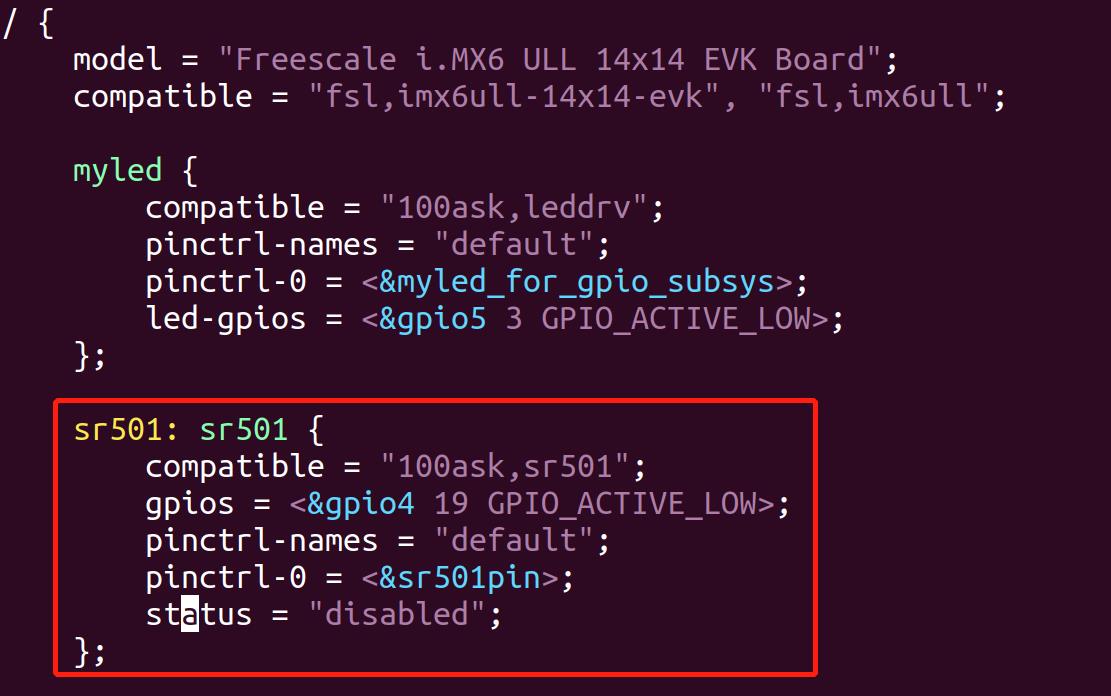 / {
model = "Freescale i.MX6 ULL 14x14 EVK Board";
compatible = "fsl,imx6ull-14x14-evk", "fsl,imx6ull";
myled {
compatible = "100ask,leddrv";
pinctrl-names = "default";
pinctrl-0 = <&myled_for_gpio_subsys>;
led-gpios = <&gpio5 3 GPIO_ACTIVE_LOW>;
};
sr501: sr501 {
compatible = "100ask,sr501";
gpios = <&gpio4 19 GPIO_ACTIVE_LOW>;
pinctrl-names = "default";
pinctrl-0 = <&sr501pin>;
status = "disabled";
};